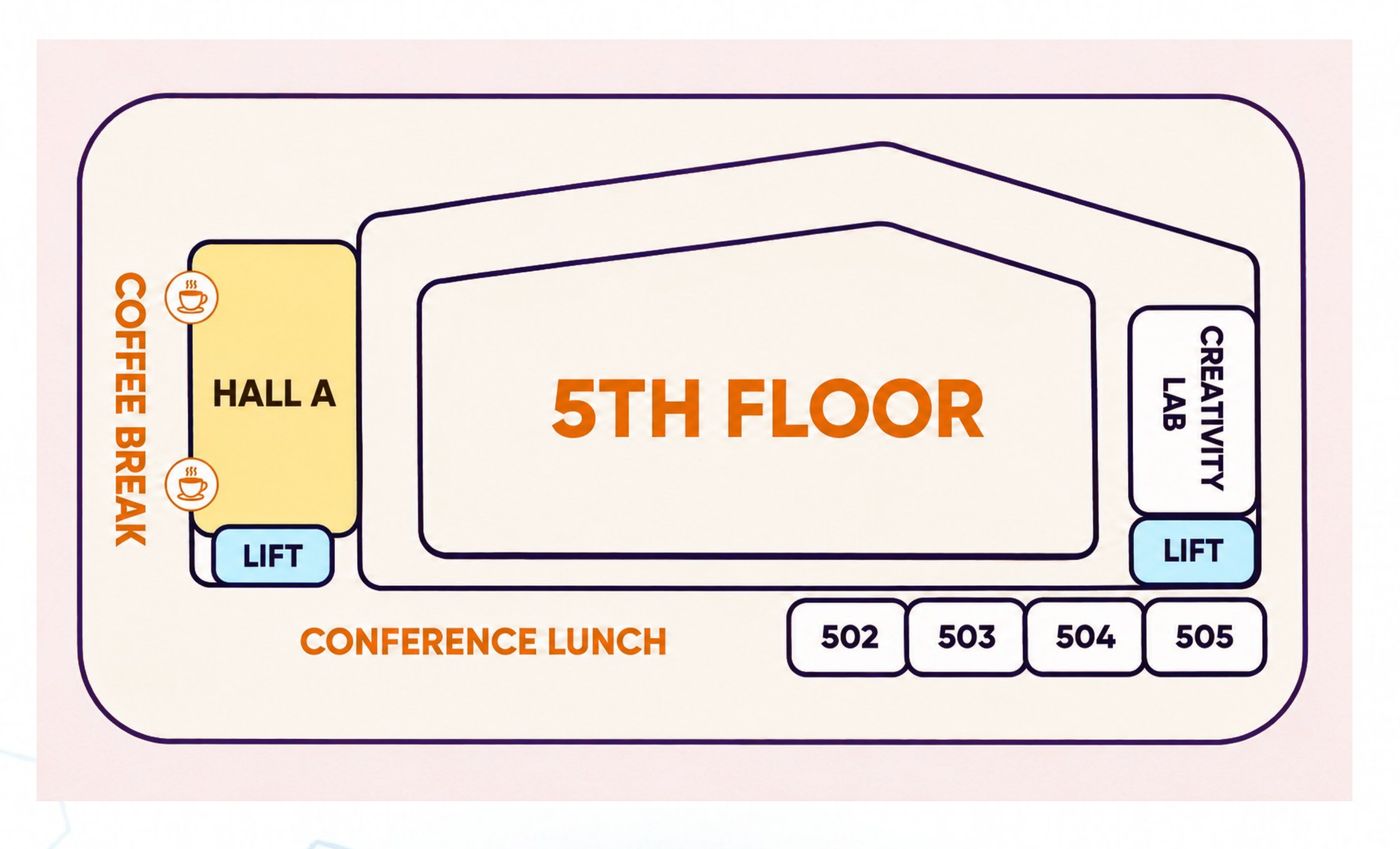 COFFEE BREAK
HALL A
LIFT
5TH FLOOR
CREATIVITY
LAB
LIFT
CONFERENCE LUNCH
502
503
504
505